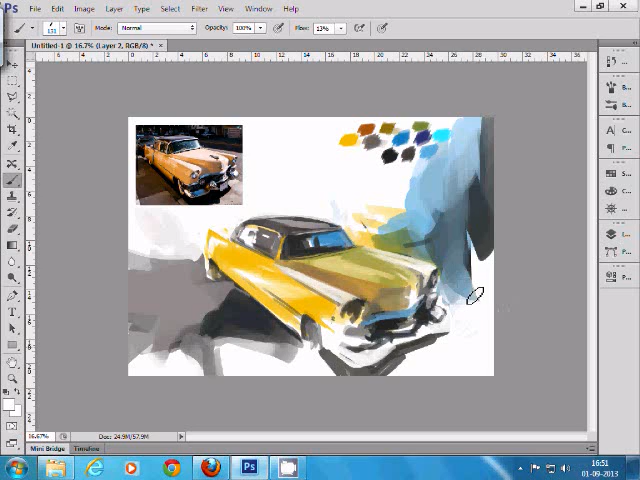 Ps File Edit Image Layer Type Select Filter View Window Help
131 Mode: Normal Opacity: 100% Flow: 13%
Untitled-1 @ 16.7% (Layer 2, RGB/8) * ×
B...
B...
A C...
¶ P...
S...
C...
S...
L...
P...
P...
16.67% Doc: 24.9M/57.9M
Mini Bridge Timeline
Ps
16:51
01-09-2013